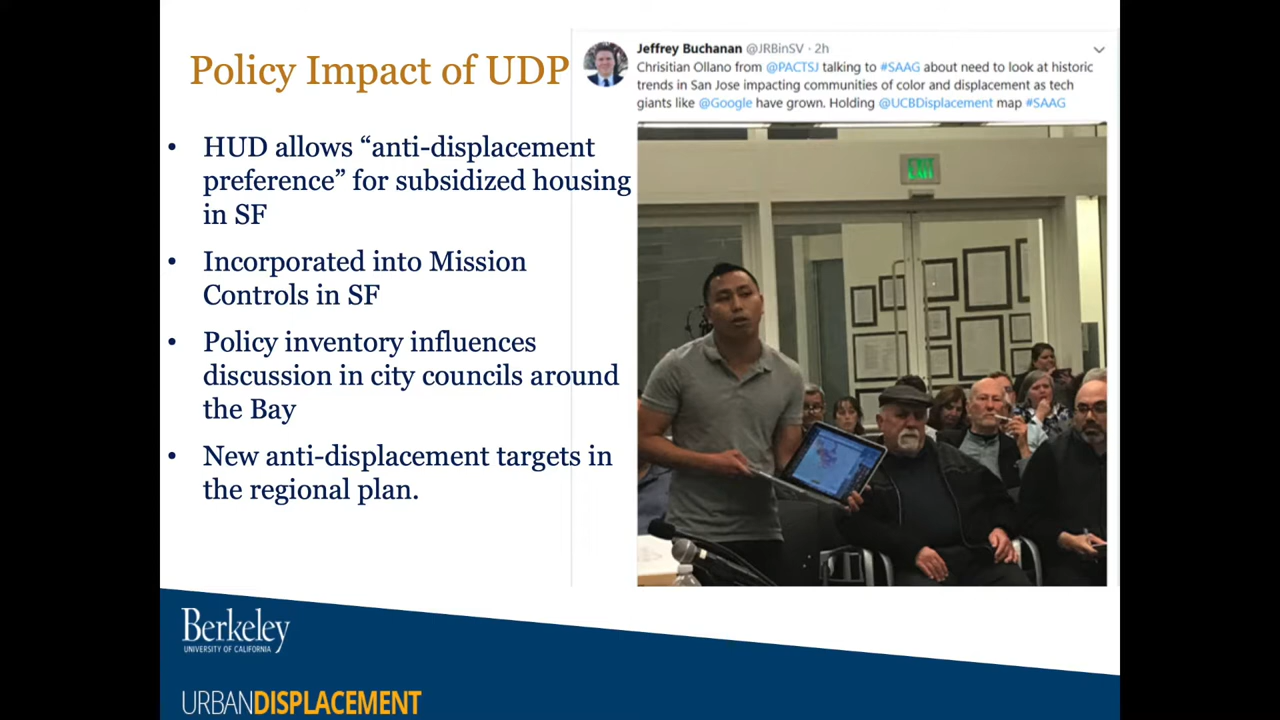 Policy Impact of UDP
• HUD allows “anti-displacement
preference” for subsidized housing
in SF
• Incorporated into Mission
Controls in SF
• Policy inventory influences
discussion in city councils around
the Bay
• New anti-displacement targets in
the regional plan.
Jeffrey Buchanan @JRBinSV · 2h
Chrisitian Ollano from @PACTSJ talking to #SAAG about need to look at historic
trends in San Jose impacting communities of color and displacement as tech
giants like @Google have grown. Holding @UCBDisplacement map #SAAG
EXIT
Berkeley
UNIVERSITY OF CALIFORNIA
URBANDISPLACEMENT